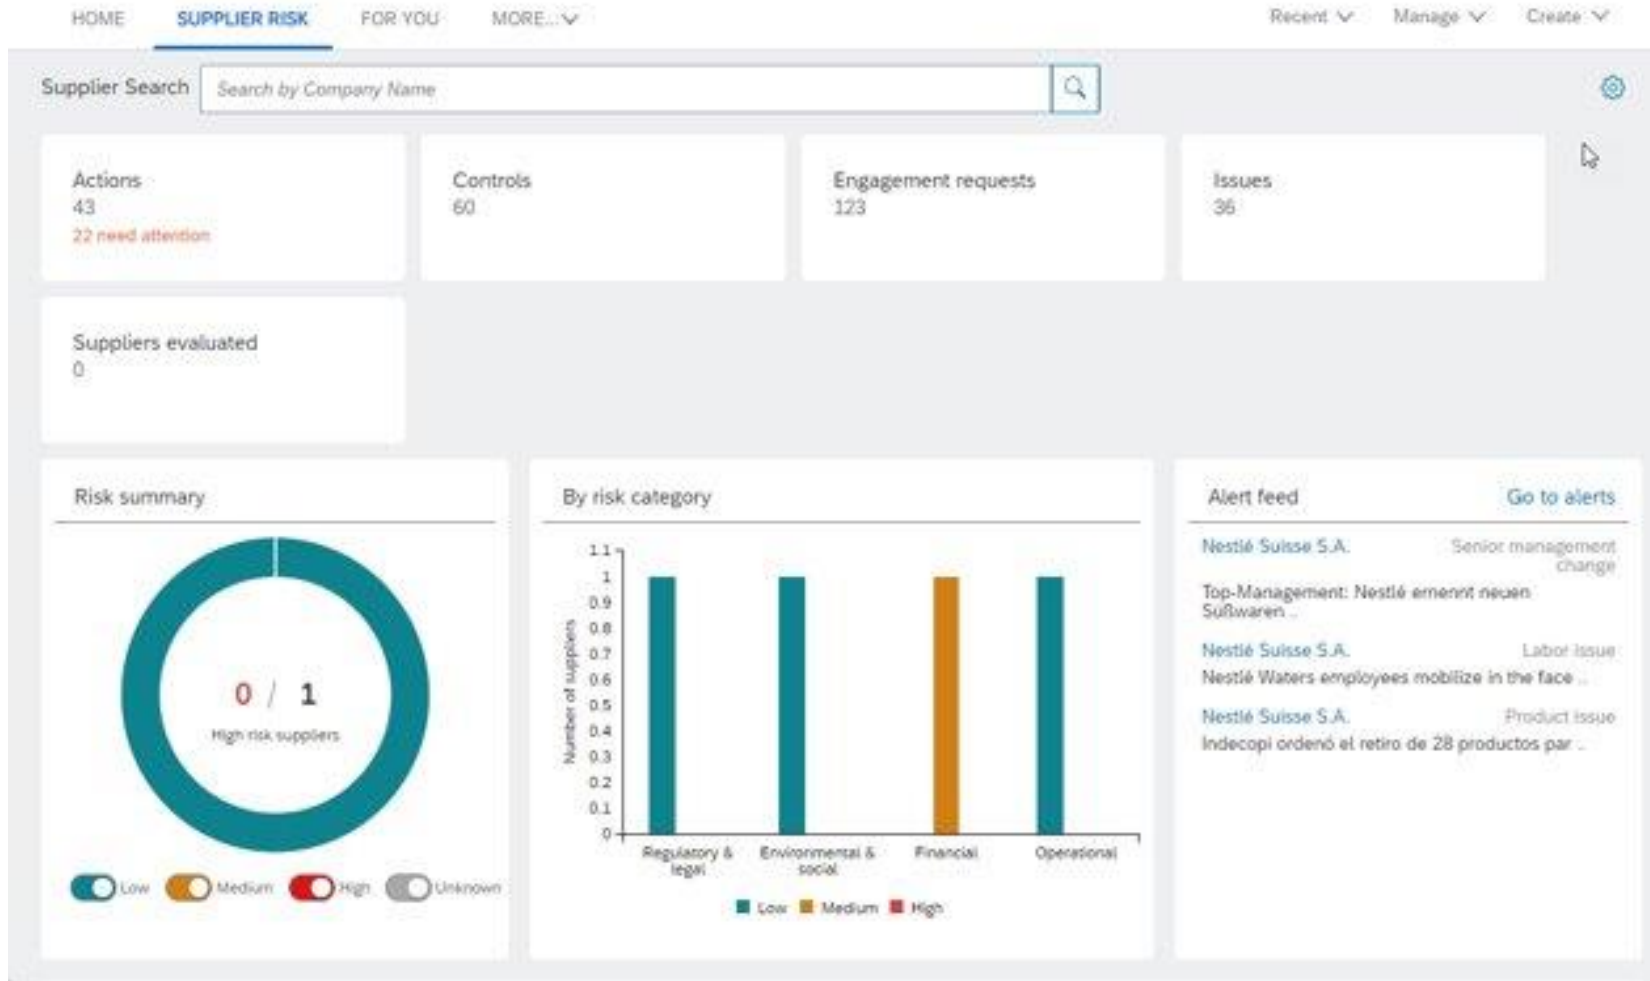 HOME SUPPLIER RISK FOR YOU MORE... Recent Manage Create
Supplier Search Search by Company Name
Actions
43
22 need attention
Controls
60
Engagement requests
123
Issues
36
Suppliers evaluated
0
Risk summary
0 / 1
High risk suppliers
Low Medium High Unknown
By risk category
Number of suppliers
1.1
1
0.9
0.8
0.7
0.6
0.5
0.4
0.3
0.2
0.1
0
Regulatory &
legal
Environmental &
social
Financial
Operational
Low Medium High
Alert feed Go to alerts
Nestlé Suisse S.A. Senior management
change
Top-Management: Nestlé ernennt neuen
Süßwaren ..
Nestlé Suisse S.A. Labor issue
Nestlé Waters employees mobilize in the face ..
Nestlé Suisse S.A. Product issue
Indecopi ordenó el retiro de 28 productos par ..